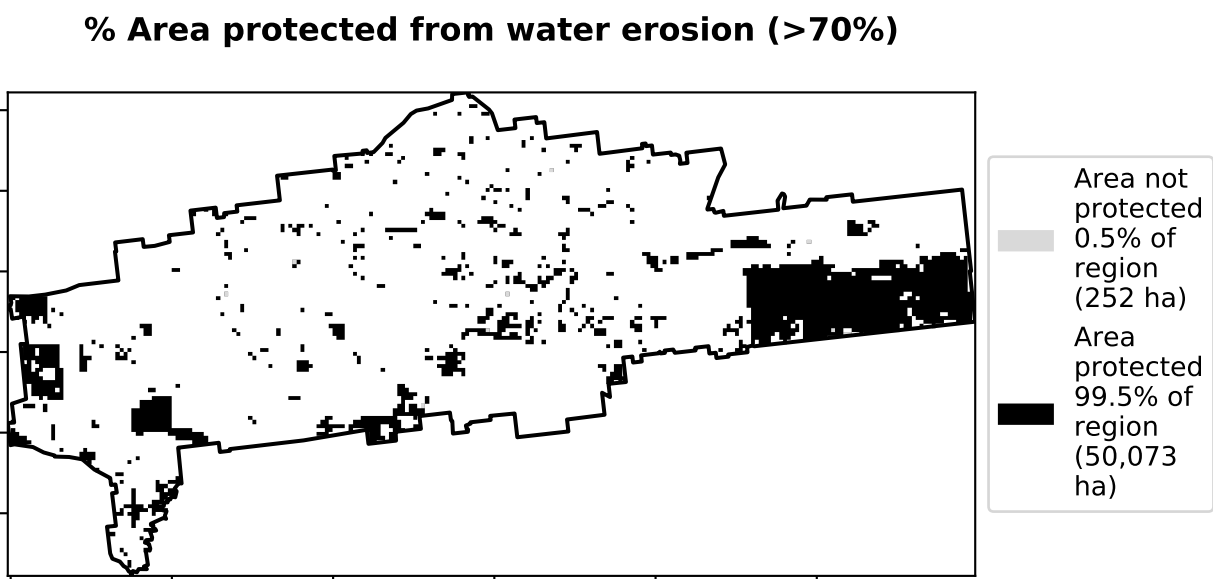 % Area protected from water erosion (>70%)
Area not
protected
0.5% of
region
(252 ha)
Area
protected
99.5% of
region
(50,073
ha)